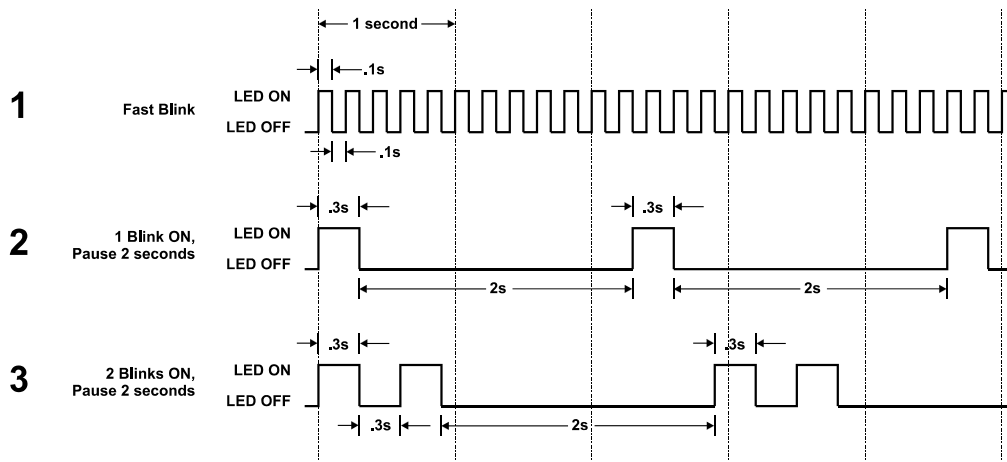 1 second
.1s
1
Fast Blink
LED ON
LED OFF
.1s
.3s
.3s
2
1 Blink ON,
Pause 2 seconds
LED ON
LED OFF
2s
2s
.3s
.3s
3
2 Blinks ON,
Pause 2 seconds
LED ON
LED OFF
.3s
2s